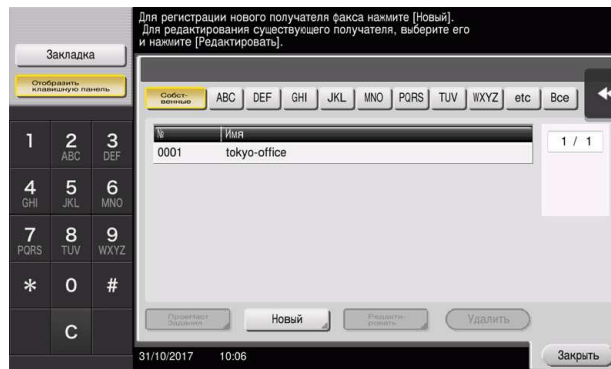 Для регистрации нового получателя факса нажмите [Новый].
Для редактирования существующего получателя, выберите его
и нажмите [Редактировать].
Закладка
Отобразить
клавишную панель
Собст-
венные
ABC DEF GHI JKL MNO PQRS TUV WXYZ etc Все
№ Имя
0001 tokyo-office
1 / 1
1 2 3
ABC DEF
4 5 6
GHI JKL MNO
7 8 9
PQRS TUV WXYZ
* 0 #
C
Задания
Новый
Редакти-
ровать
Удалить
31/10/2017 10:06
Закрыть